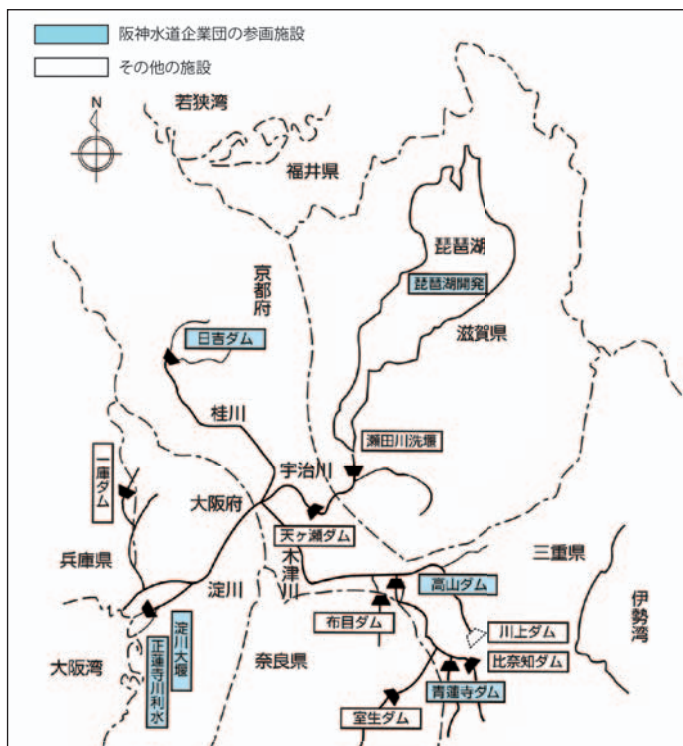 阪神水道企業団の参画施設
その他の施設
N
若狭湾
福井県
琵琶湖
京都府
琵琶湖開発
滋賀県
日吉ダム
桂川
瀬田川洗堰
宇治川
一庫ダム
大阪府
天ヶ瀬ダム
木津川
三重県
兵庫県
淀川
高山ダム
伊勢湾
布目ダム
川上ダム
淀川大堰
正蓮寺川利水
大阪湾
奈良県
比奈知ダム
青蓮寺ダム
室生ダム